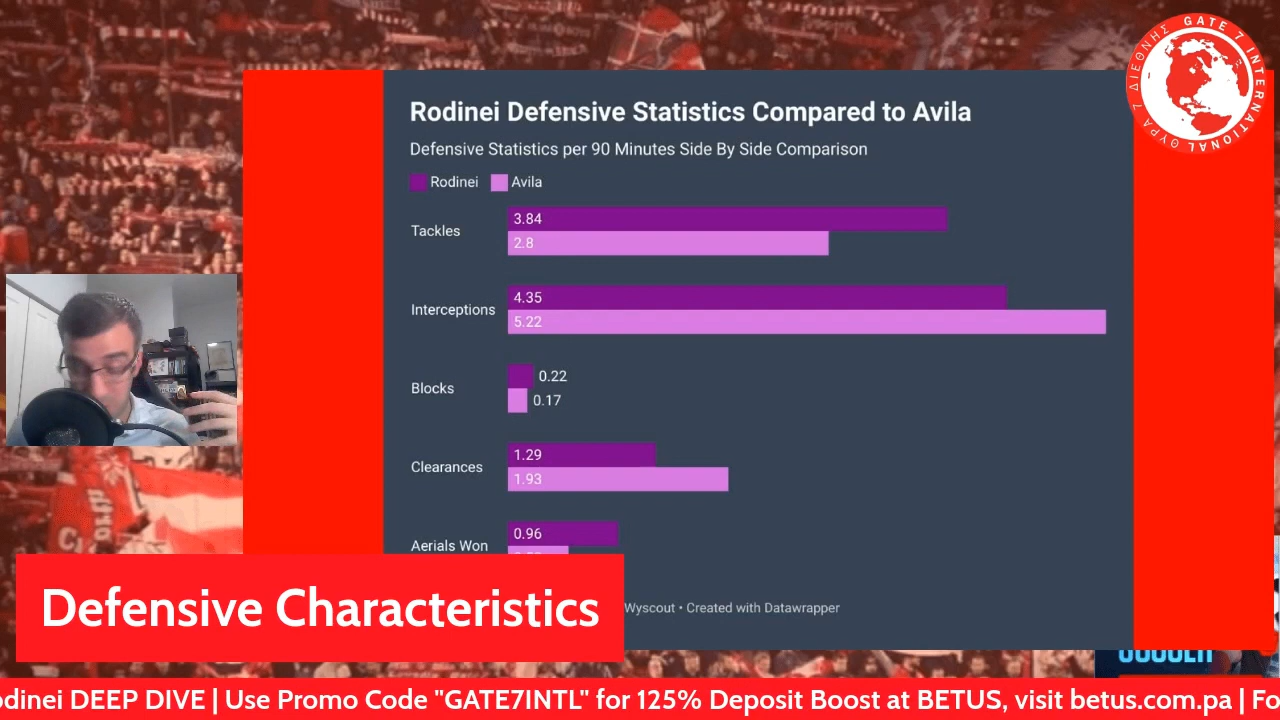 GATE 7 INTERNATIONAL
ΘΥΡΑ 7 ΔΙΕΘΝΗΣ
Rodinei Defensive Statistics Compared to Avila
Defensive Statistics per 90 Minutes Side By Side Comparison
Rodinei Avila
Tackles
3.84
2.8
Interceptions
4.35
5.22
Blocks
0.22
0.17
Clearances
1.29
1.93
Aerials Won
0.96
Wyscout • Created with Datawrapper
Defensive Characteristics
odinei DEEP DIVE | Use Promo Code "GATE7INTL" for 125% Deposit Boost at BETUS, visit betus.com.pa | Fo